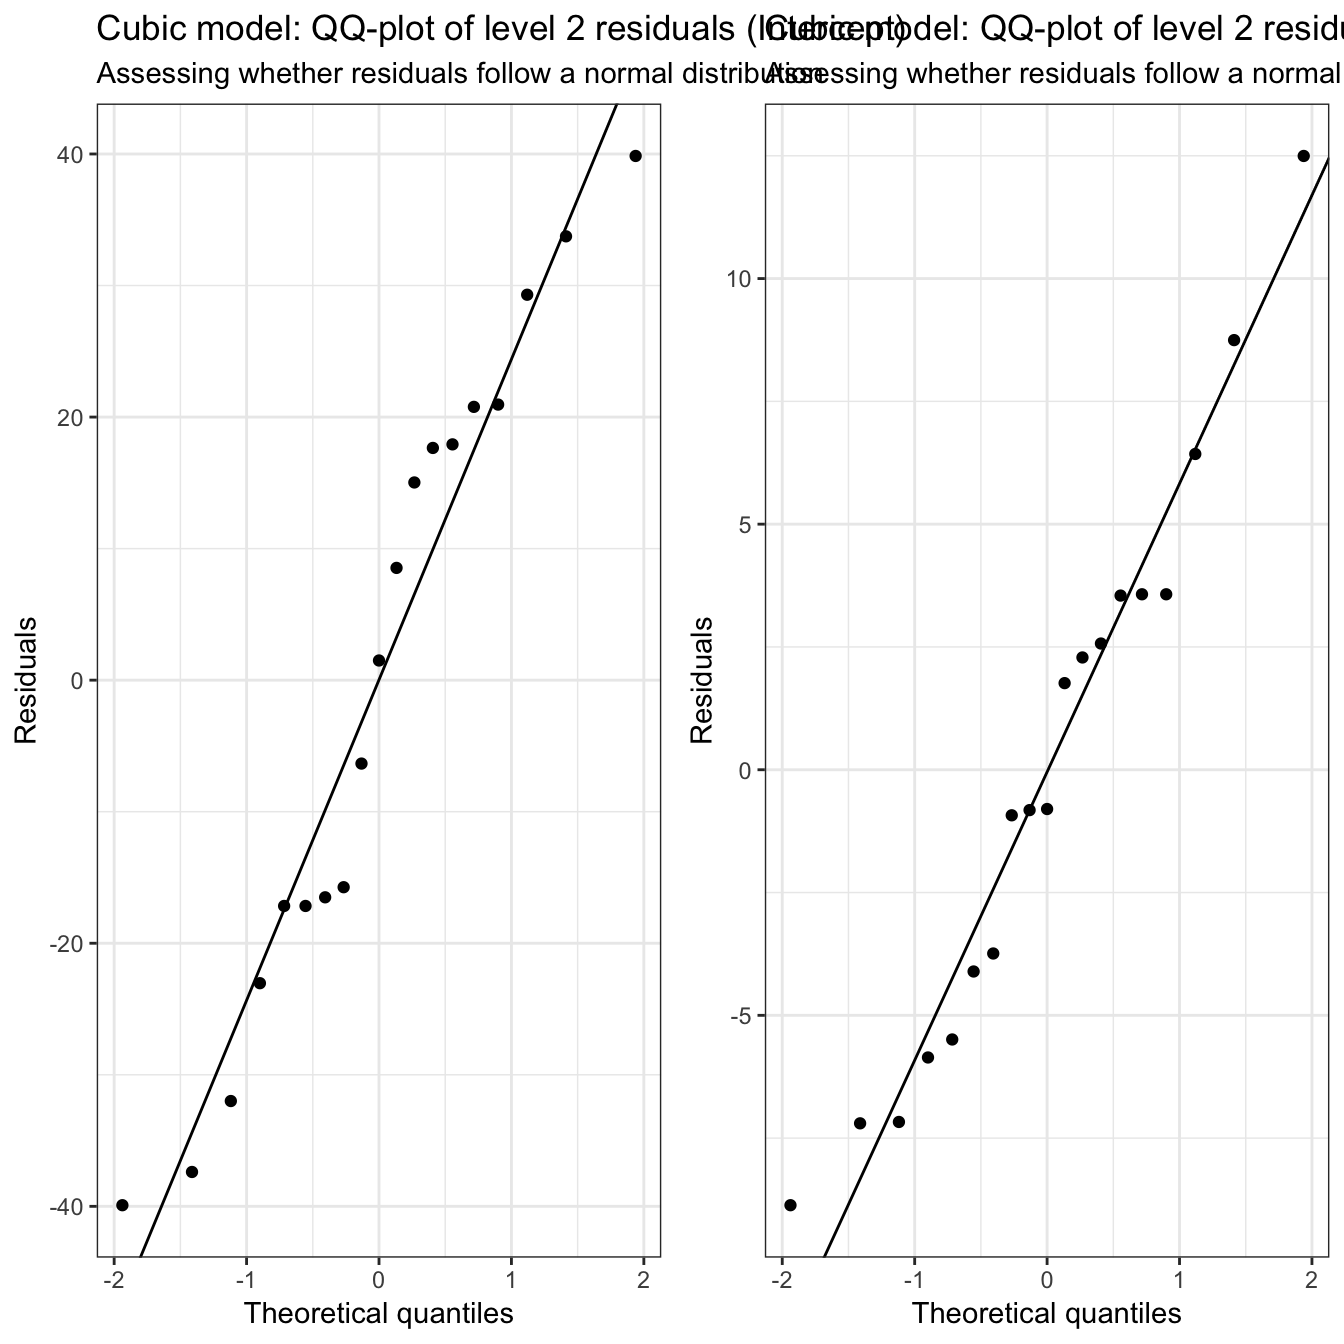 Cubic model: QQ-plot of level 2 residuals (Intercept)
Assessing whether residuals follow a normal distribution
Residuals
40
20
0
-20
-40
-2 -1 0 1 2
Theoretical quantiles
Cubic model: QQ-plot of level 2
Assessing whether residuals follow a normal
Residuals
10
5
0
-5
-2 -1 0 1 2
Theoretical quantiles